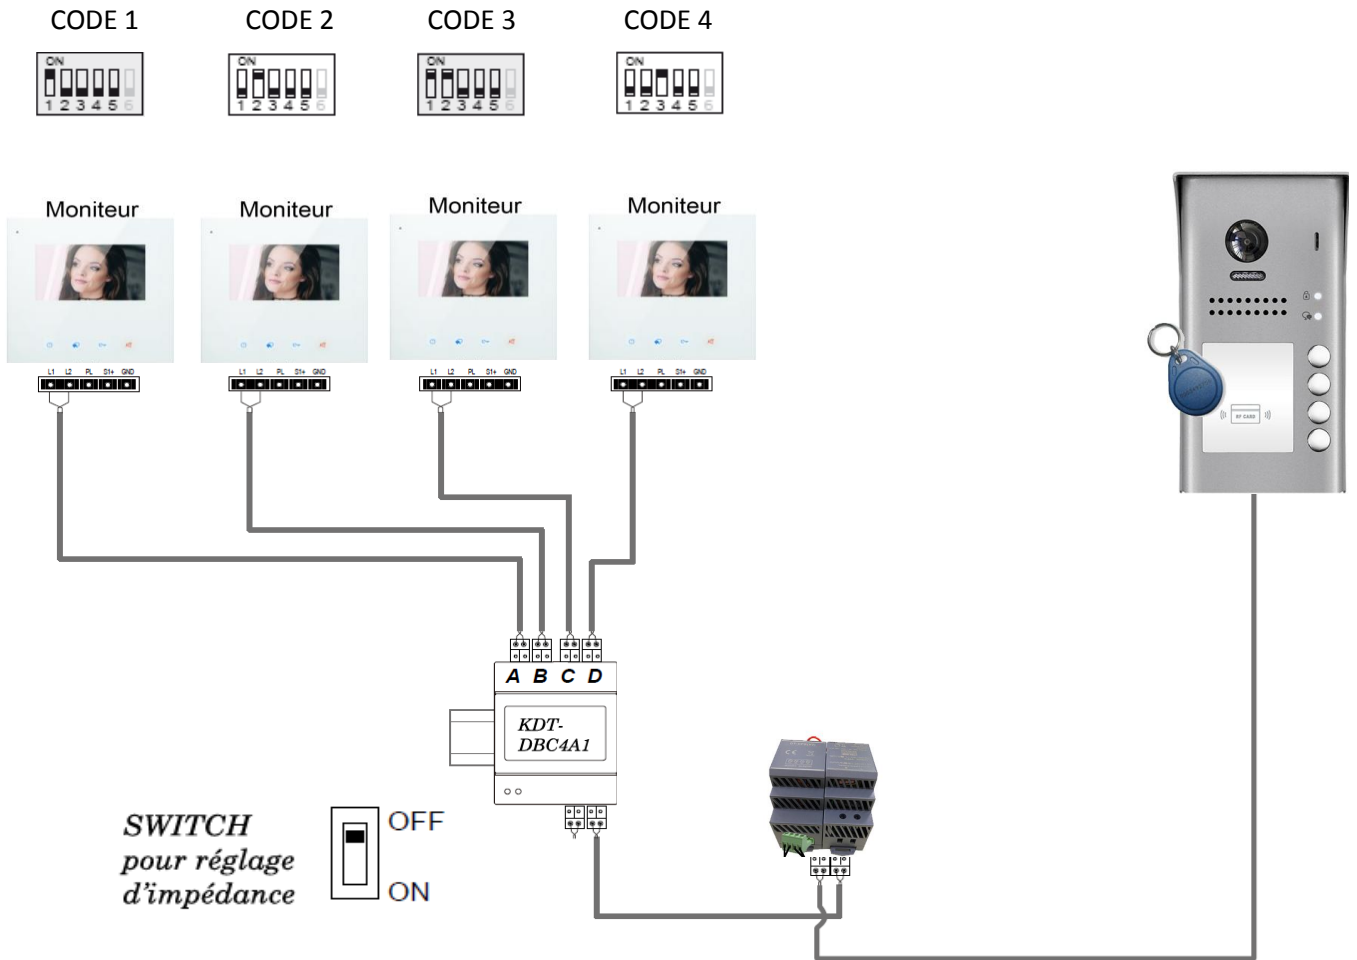 CODE 1 CODE 2 CODE 3 CODE 4
ON ON ON ON
1 2 3 4 5 6 1 2 3 4 5 6 1 2 3 4 5 6 1 2 3 4 5 6
Moniteur Moniteur Moniteur Moniteur
L1 L2 PL S1+ GND L1 L2 PL S1+ GND L1 L2 PL S1+ GND L1 L2 PL S1+ GND
RF CARD
A B C D
KDT-
DBC4A1
SWITCH
pour réglage
d'impédance
OFF
ON